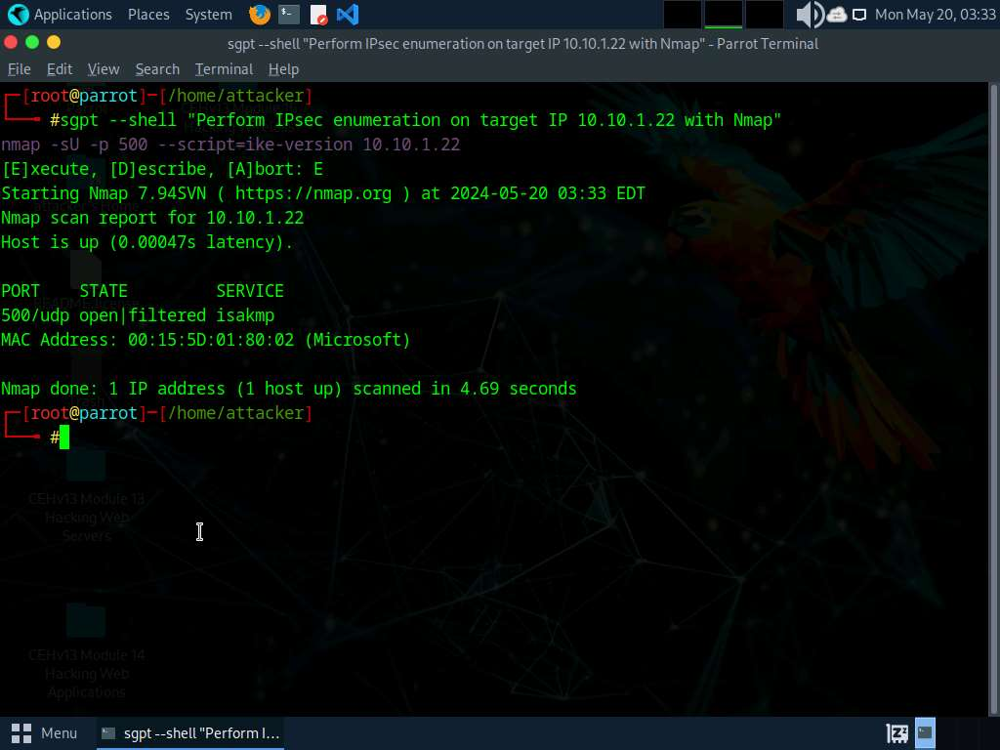 Applications Places System Mon May 20, 03:33
sgpt --shell "Perform IPsec enumeration on target IP 10.10.1.22 with Nmap" - Parrot Terminal
File Edit View Search Terminal Help
[root@parrot]─[/home/attacker]
#sgpt --shell "Perform IPsec enumeration on target IP 10.10.1.22 with Nmap"
nmap -sU -p 500 --script=ike-version 10.10.1.22
[E]xecute, [D]escribe, [A]bort: E
Starting Nmap 7.94SVN ( https://nmap.org ) at 2024-05-20 03:33 EDT
Nmap scan report for 10.10.1.22
Host is up (0.00047s latency).
PORT STATE SERVICE
500/udp open|filtered isakmp
MAC Address: 00:15:5D:01:80:02 (Microsoft)
Nmap done: 1 IP address (1 host up) scanned in 4.69 seconds
[root@parrot]─[/home/attacker]
#
CEHv13 Module 13
Hacking Web
Servers
CEHv13 Module 14
Hacking Web
Applications
Menu sgpt --shell "Perform I...